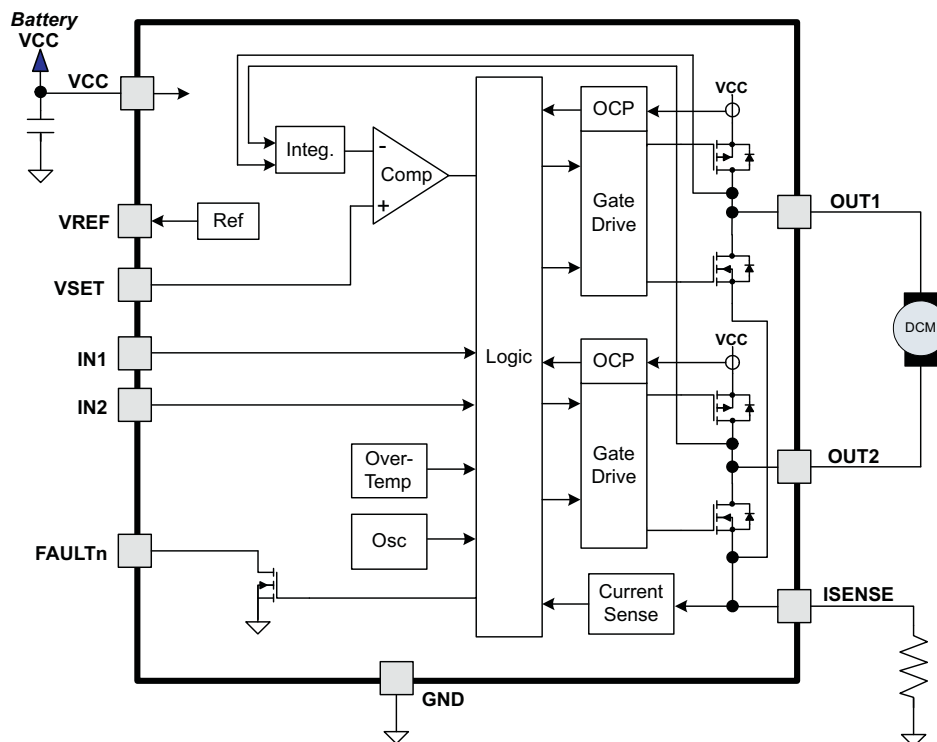 Battery
VCC
VCC
VREF
VSET
IN1
IN2
FAULTn
GND
Integ.
-
+
Comp
Ref
Logic
Over-
Temp
Osc
OCP
Gate
Drive
VCC
OCP
Gate
Drive
VCC
Current
Sense
OUT1
DCM
OUT2
ISENSE